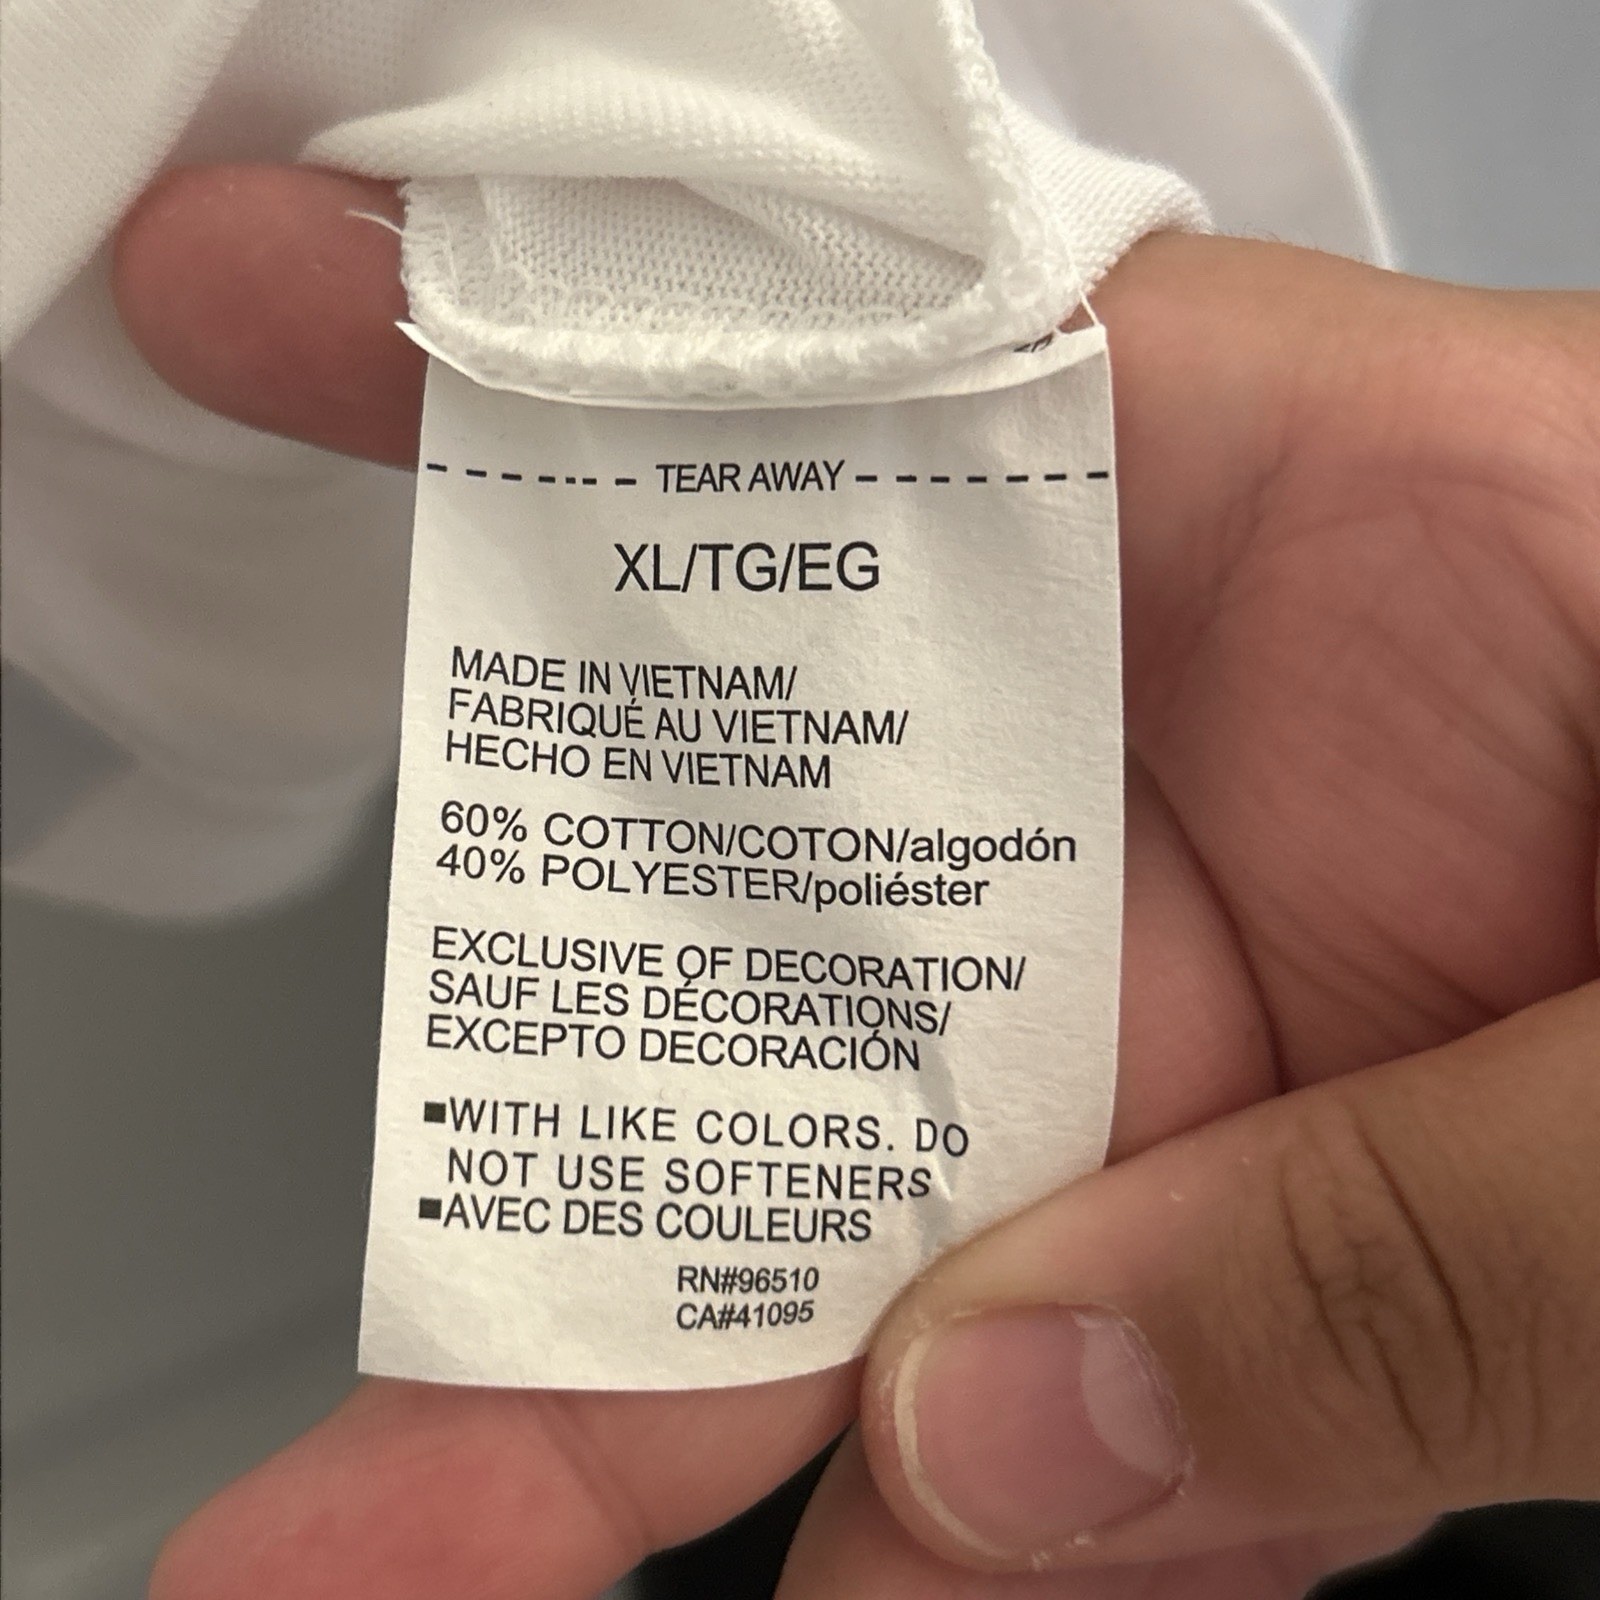 - - - - - - - - TEAR AWAY - - - - - - - -
XL/TG/EG
MADE IN VIETNAM/
FABRIQUÉ AU VIETNAM/
HECHO EN VIETNAM
60% COTTON/COTON/algodón
40% POLYESTER/poliéster
EXCLUSIVE OF DECORATION/
SAUF LES DÉCORATIONS/
EXCEPTO DECORACIÓN
▪WITH LIKE COLORS. DO
NOT USE SOFTENERS
▪AVEC DES COULEURS
RN#96510
CA#41095